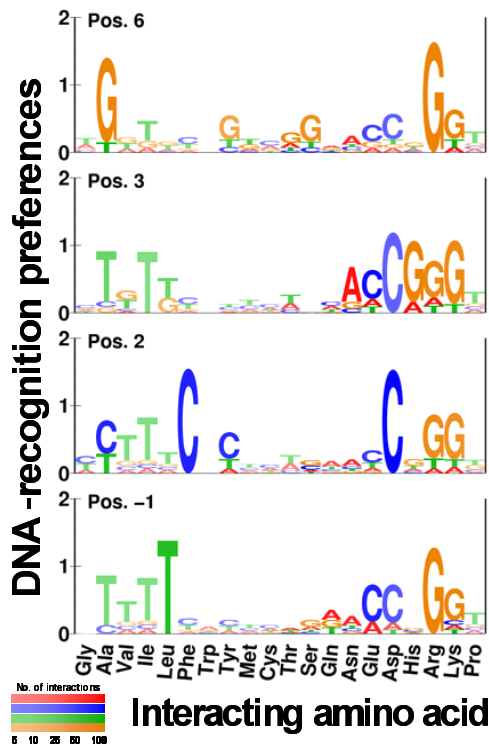 Pos. 6
2
1
0
Pos. 3
2
1
0
Pos. 2
2
1
0
Pos. –1
2
1
0
DNA-recognition preferences
Gly Ala Val Ile Leu Phe Trp Tyr Met Cys Thr Ser Gln Asn Glu Asp His Arg Lys Pro
No. of interactions
5 10 25 50 100
Interacting amino acid